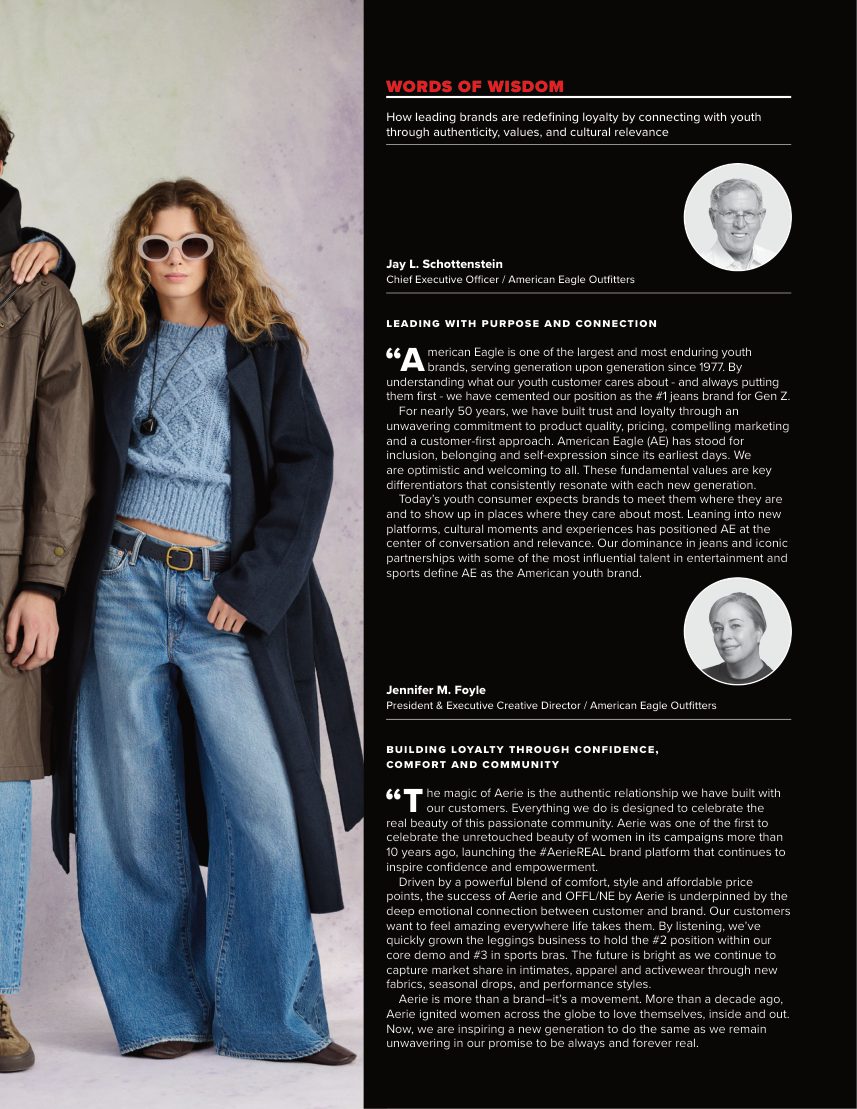 WORDS OF WISDOM
How leading brands are redefining loyalty by connecting with youth
through authenticity, values, and cultural relevance
Jay L. Schottenstein
Chief Executive Officer / American Eagle Outfitters
LEADING WITH PURPOSE AND CONNECTION
“American Eagle is one of the largest and most enduring youth
brands, serving generation upon generation since 1977. By
understanding what our youth customer cares about - and always putting
them first - we have cemented our position as the #1 jeans brand for Gen Z.
For nearly 50 years, we have built trust and loyalty through an
unwavering commitment to product quality, pricing, compelling marketing
and a customer-first approach. American Eagle (AE) has stood for
inclusion, belonging and self-expression since its earliest days. We
are optimistic and welcoming to all. These fundamental values are key
differentiators that consistently resonate with each new generation.
Today’s youth consumer expects brands to meet them where they are
and to show up in places where they care about most. Leaning into new
platforms, cultural moments and experiences has positioned AE at the
center of conversation and relevance. Our dominance in jeans and iconic
partnerships with some of the most influential talent in entertainment and
sports define AE as the American youth brand.
Jennifer M. Foyle
President & Executive Creative Director / American Eagle Outfitters
BUILDING LOYALTY THROUGH CONFIDENCE,
COMFORT AND COMMUNITY
“The magic of Aerie is the authentic relationship we have built with
our customers. Everything we do is designed to celebrate the
real beauty of this passionate community. Aerie was one of the first to
celebrate the unretouched beauty of women in its campaigns more than
10 years ago, launching the #AerieREAL brand platform that continues to
inspire confidence and empowerment.
Driven by a powerful blend of comfort, style and affordable price
points, the success of Aerie and OFFL/NE by Aerie is underpinned by the
deep emotional connection between customer and brand. Our customers
want to feel amazing everywhere life takes them. By listening, we’ve
quickly grown the leggings business to hold the #2 position within our
core demo and #3 in sports bras. The future is bright as we continue to
capture market share in intimates, apparel and activewear through new
fabrics, seasonal drops, and performance styles.
Aerie is more than a brand–it’s a movement. More than a decade ago,
Aerie ignited women across the globe to love themselves, inside and out.
Now, we are inspiring a new generation to do the same as we remain
unwavering in our promise to be always and forever real.